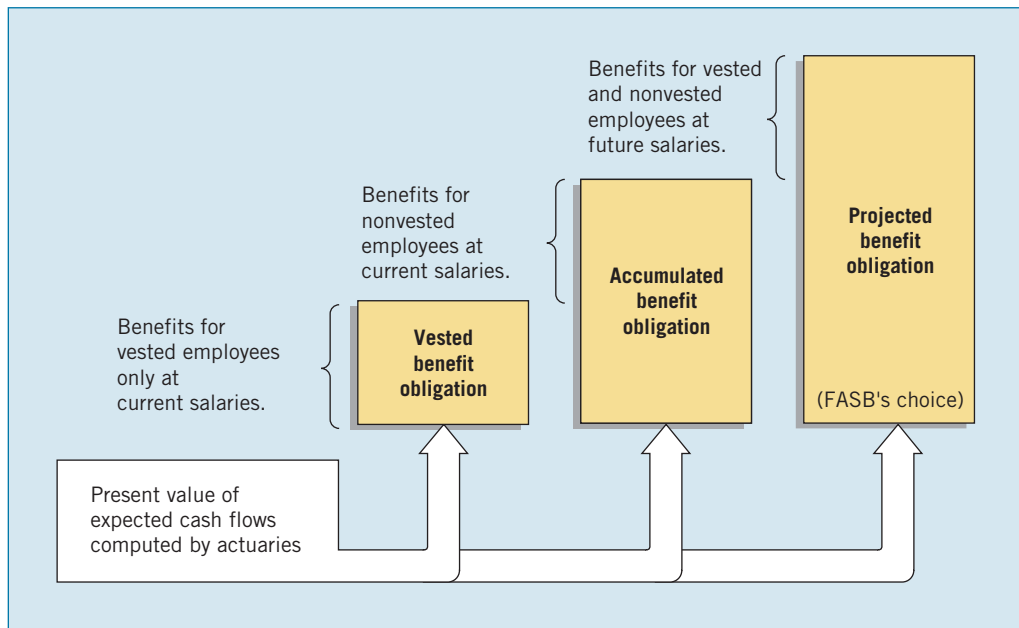 Benefits for vested
and nonvested
employees at
future salaries.
Benefits for
nonvested
employees at
current salaries.
Benefits for
vested employees
only at
current salaries.
Vested
benefit
obligation
Accumulated
benefit
obligation
Projected
benefit
obligation
(FASB's choice)
Present value of
expected cash flows
computed by actuaries